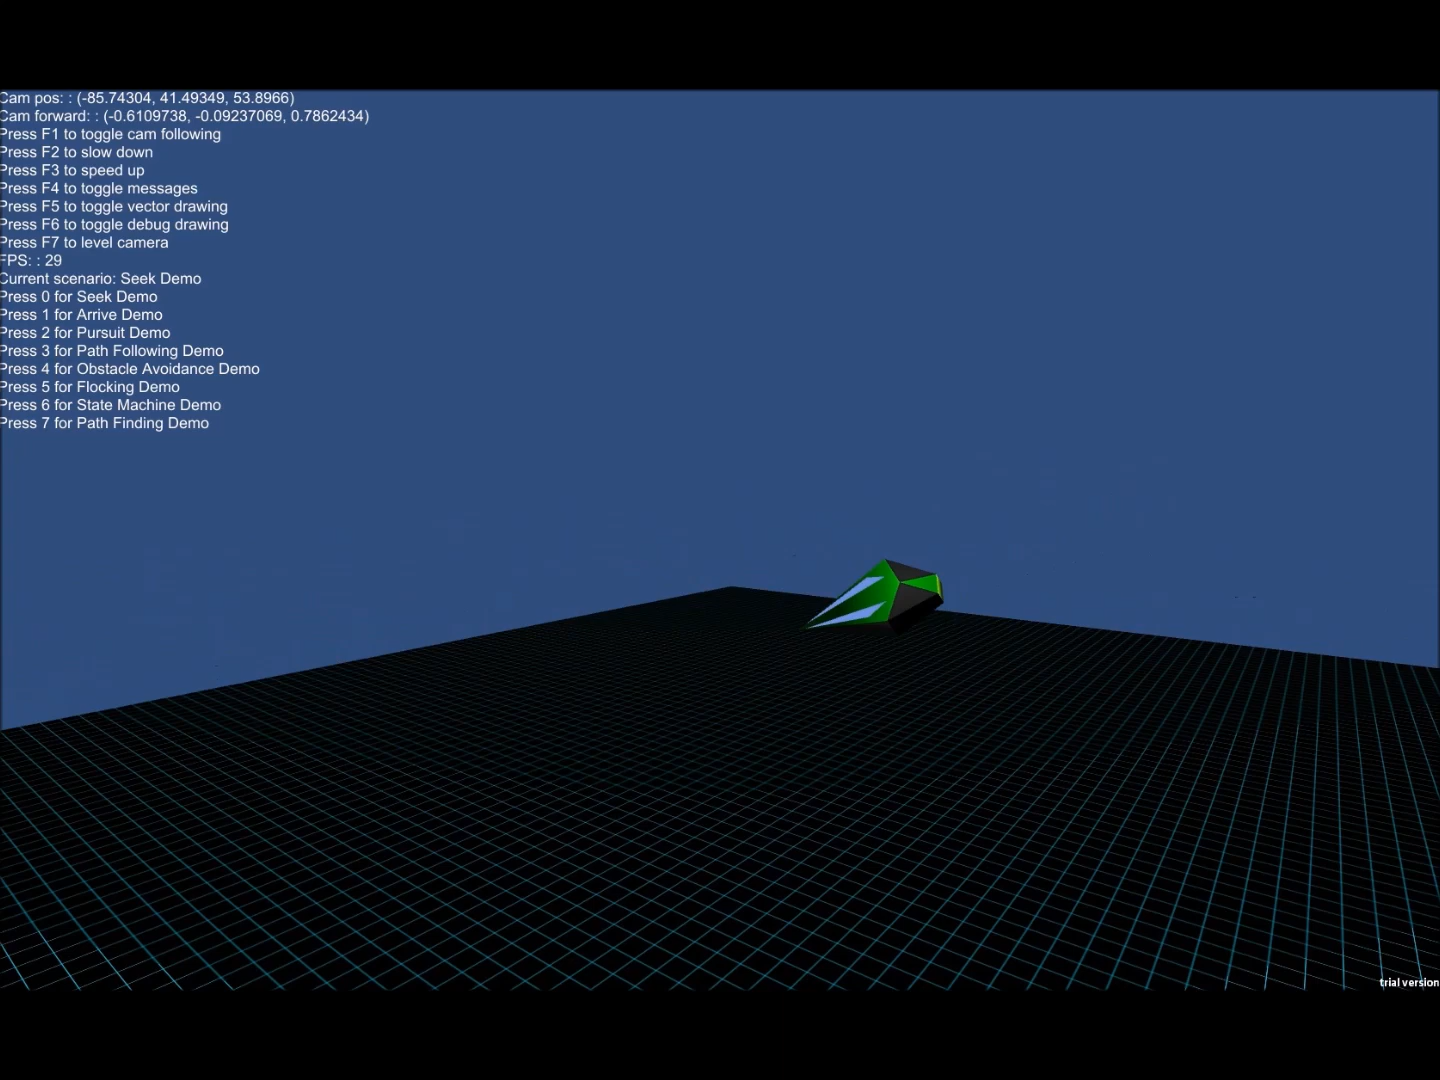 Cam pos: : (-85.74304, 41.49349, 53.8966)
Cam forward: : (-0.6109738, -0.09237069, 0.7862434)
Press F1 to toggle cam following
Press F2 to slow down
Press F3 to speed up
Press F4 to toggle messages
Press F5 to toggle vector drawing
Press F6 to toggle debug drawing
Press F7 to level camera
FPS: : 29
Current scenario: Seek Demo
Press 0 for Seek Demo
Press 1 for Arrive Demo
Press 2 for Pursuit Demo
Press 3 for Path Following Demo
Press 4 for Obstacle Avoidance Demo
Press 5 for Flocking Demo
Press 6 for State Machine Demo
Press 7 for Path Finding Demo
trial version